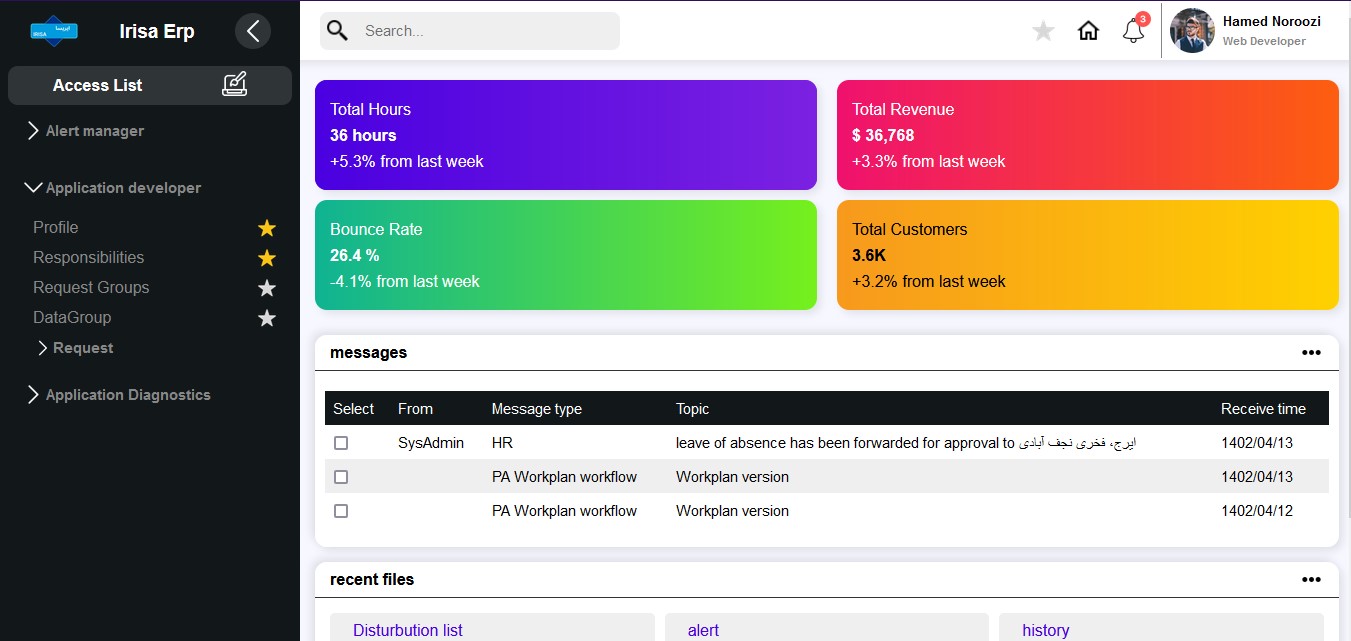 ایریسا
IRISA
Irisa Erp
Access List
Alert manager
Application developer
Profile
Responsibilities
Request Groups
DataGroup
Request
Application Diagnostics
Search...
3
Hamed Noroozi
Web Developer
Total Hours
36 hours
+5.3% from last week
Total Revenue
$ 36,768
+3.3% from last week
Bounce Rate
26.4 %
-4.1% from last week
Total Customers
3.6K
+3.2% from last week
messages
Select From Message type Topic Receive time
SysAdmin HR leave of absence has been forwarded for approval to ایرج، فخری نجف آبادی 1402/04/13
PA Workplan workflow Workplan version 1402/04/13
PA Workplan workflow Workplan version 1402/04/12
recent files
Disturbution list alert history